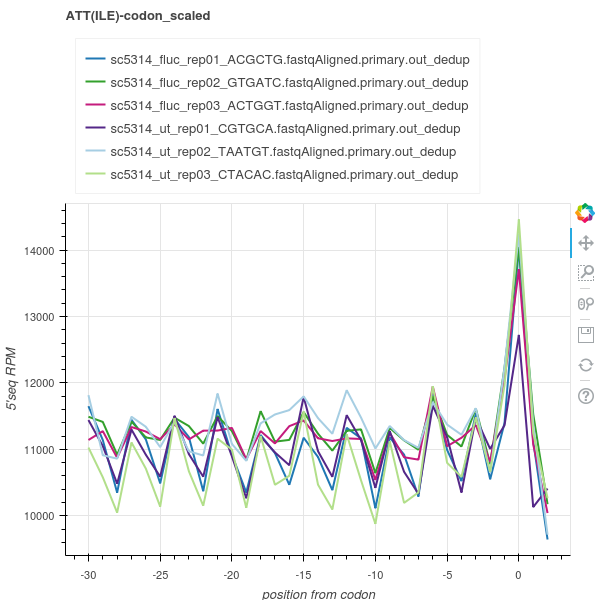 ATT(ILE)-codon_scaled
sc5314_fluc_rep01_ACGCTG.fastqAligned.primary.out_dedup
sc5314_fluc_rep02_GTGATC.fastqAligned.primary.out_dedup
sc5314_fluc_rep03_ACTGGT.fastqAligned.primary.out_dedup
sc5314_ut_rep01_CGTGCA.fastqAligned.primary.out_dedup
sc5314_ut_rep02_TAATGT.fastqAligned.primary.out_dedup
sc5314_ut_rep03_CTACAC.fastqAligned.primary.out_dedup
14000
13000
12000
11000
10000
5'seq RPM
-30 -25 -20 -15 -10 -5 0
position from codon